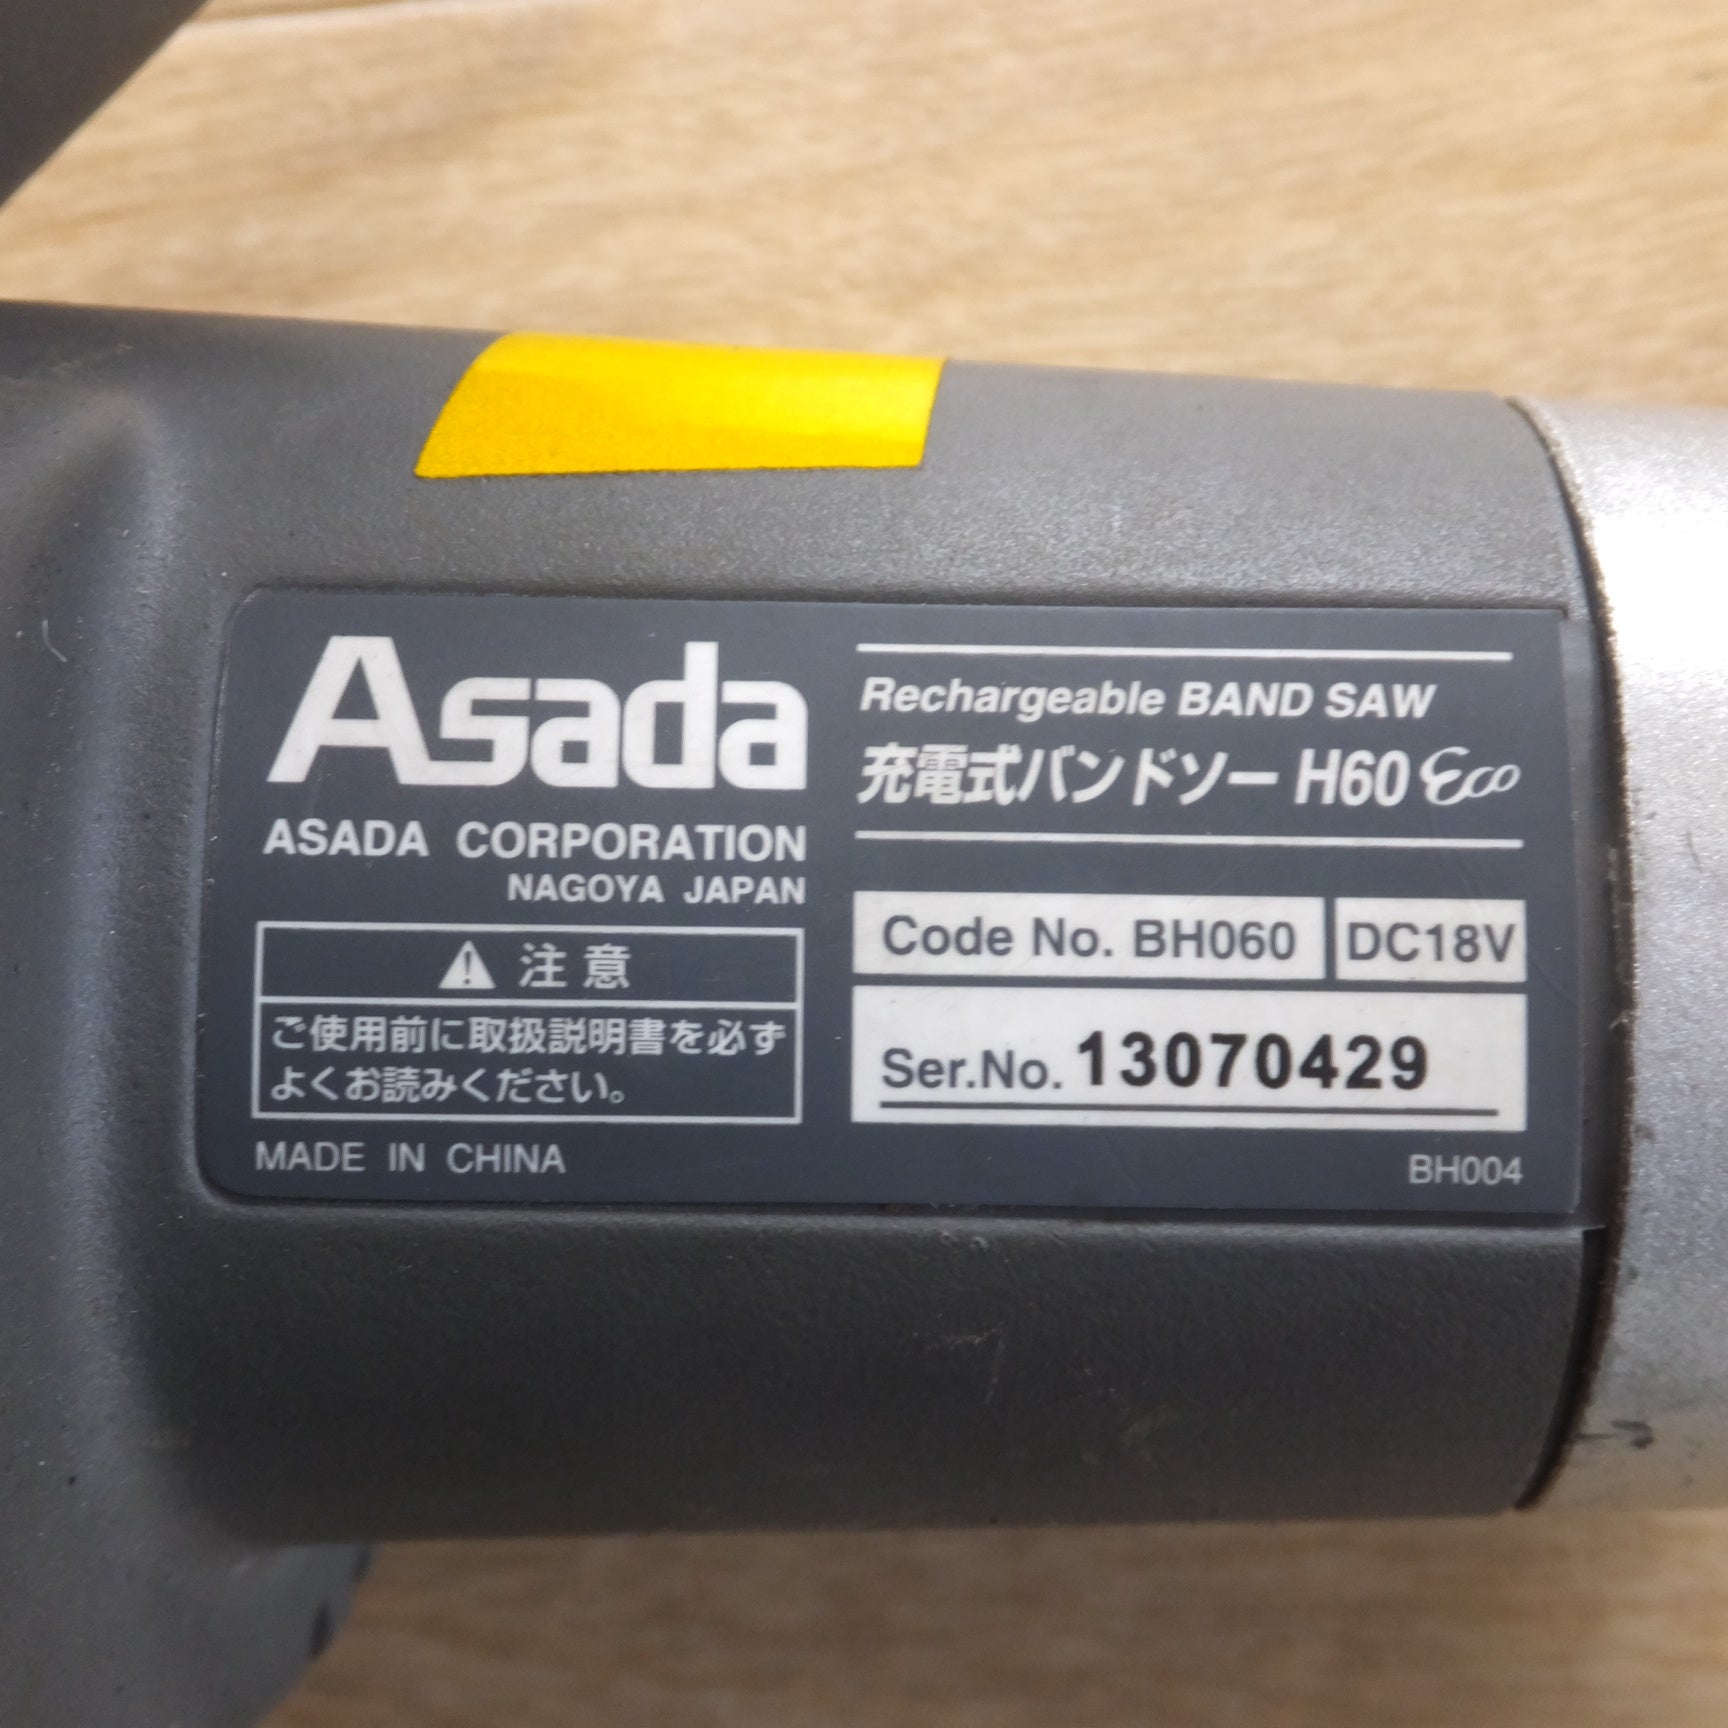 Asada
ASADA CORPORATION
NAGOYA JAPAN
⚠ 注意
ご使用前に取扱説明書を必ず
よくお読みください。
MADE IN CHINA
Rechargeable BAND SAW
充電式バンドソー H60 Eco
Code No. BH060 DC18V
Ser.No. 13070429
BH004